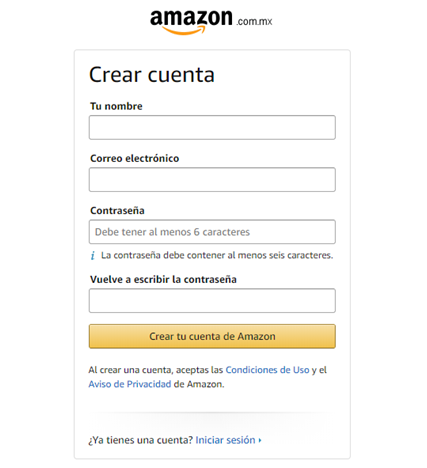 amazon.com.mx
Crear cuenta
Tu nombre
Correo electrónico
Contraseña
Debe tener al menos 6 caracteres
i La contraseña debe contener al menos seis caracteres.
Vuelve a escribir la contraseña
Crear tu cuenta de Amazon
Al crear una cuenta, aceptas las Condiciones de Uso y el
Aviso de Privacidad de Amazon.
¿Ya tienes una cuenta? Iniciar sesión